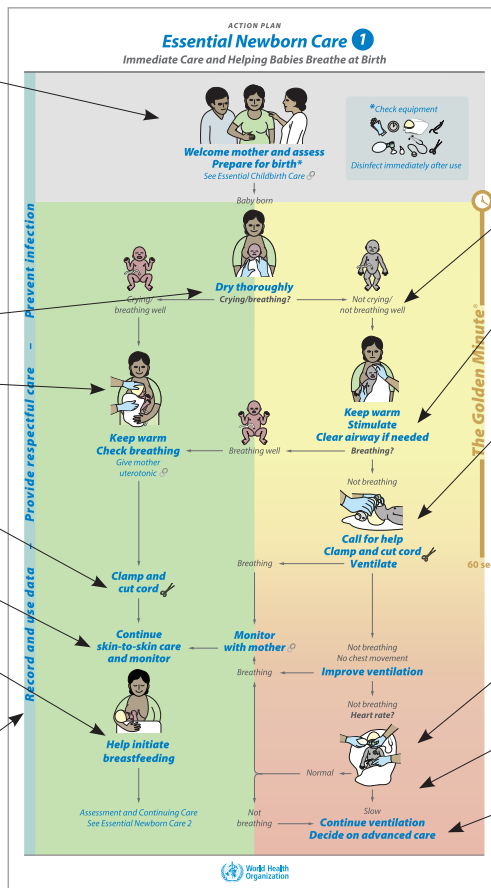 ACTION PLAN
Essential Newborn Care 1
Immediate Care and Helping Babies Breathe at Birth
*Check equipment
Disinfect immediately after use
Welcome mother and assess
Prepare for birth*
See Essential Childbirth Care
Baby born
Dry thoroughly
Crying/breathing?
Crying/
breathing well
Not crying/
not breathing well
Keep warm
Check breathing
Give mother
uterotonic
Breathing well
Keep warm
Stimulate
Clear airway if needed
Breathing?
Not breathing
Call for help
Clamp and cut cord
Ventilate
Breathing
Clamp and
cut cord
Continue
skin-to-skin care
and monitor
Monitor
with mother
Not breathing
No chest movement
Breathing
Improve ventilation
Not breathing
Heart rate?
Help initiate
breastfeeding
Normal
Slow
Assessment and Continuing Care
See Essential Newborn Care 2
Not
breathing
Continue ventilation
Decide on advanced care
Record and use data – Provide respectful care – Prevent infection
The Golden Minute®
60 sec
World Health
Organization